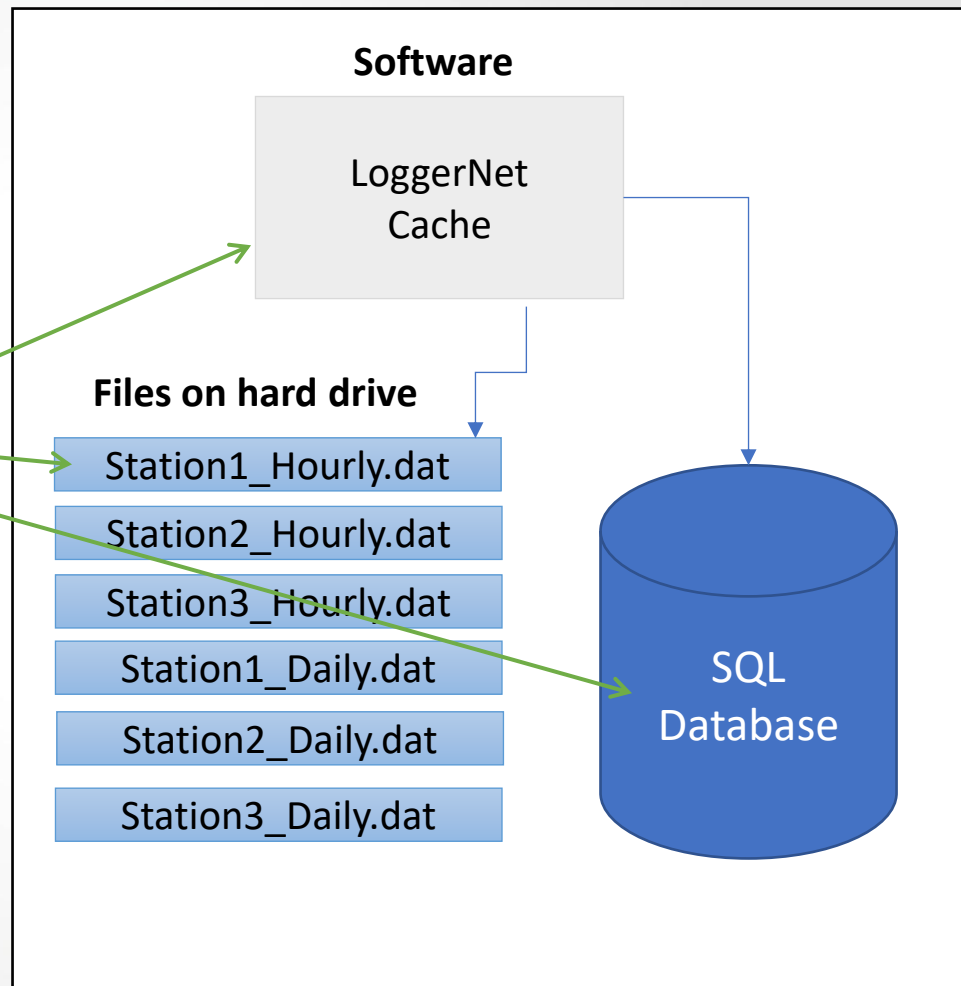 Software
LoggerNet
Cache
Files on hard drive
Station1_Hourly.dat
Station2_Hourly.dat
Station3_Hourly.dat
Station1_Daily.dat
Station2_Daily.dat
Station3_Daily.dat
SQL
Database